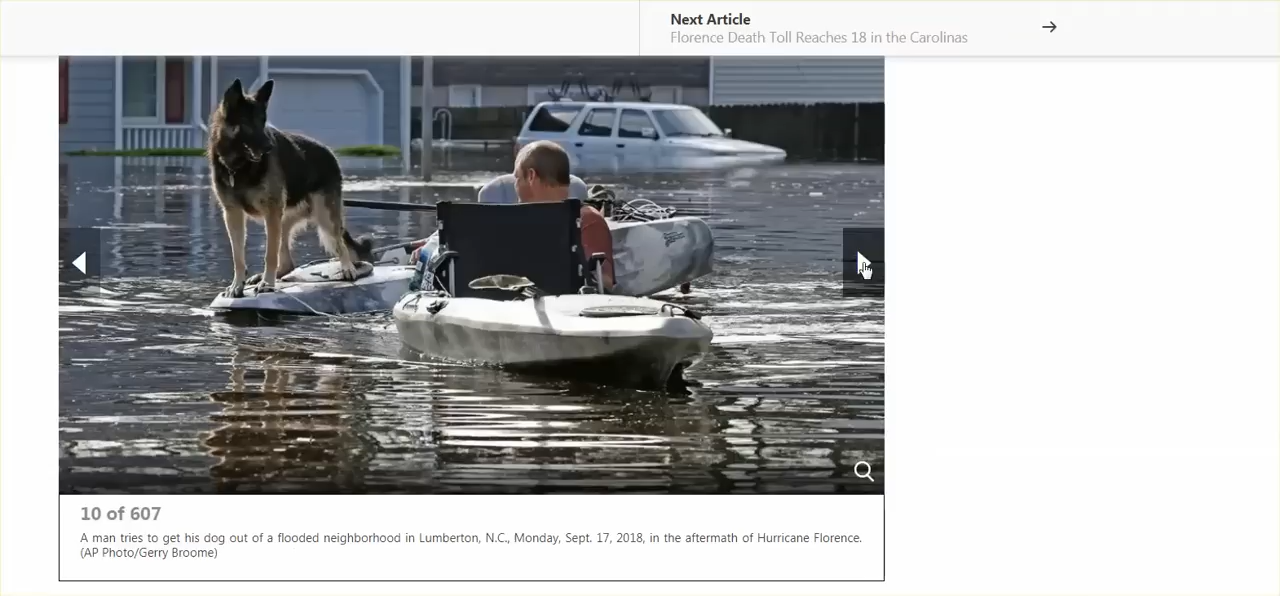 Next Article
Florence Death Toll Reaches 18 in the Carolinas
10 of 607
A man tries to get his dog out of a flooded neighborhood in Lumberton, N.C., Monday, Sept. 17, 2018, in the aftermath of Hurricane Florence.
(AP Photo/Gerry Broome)